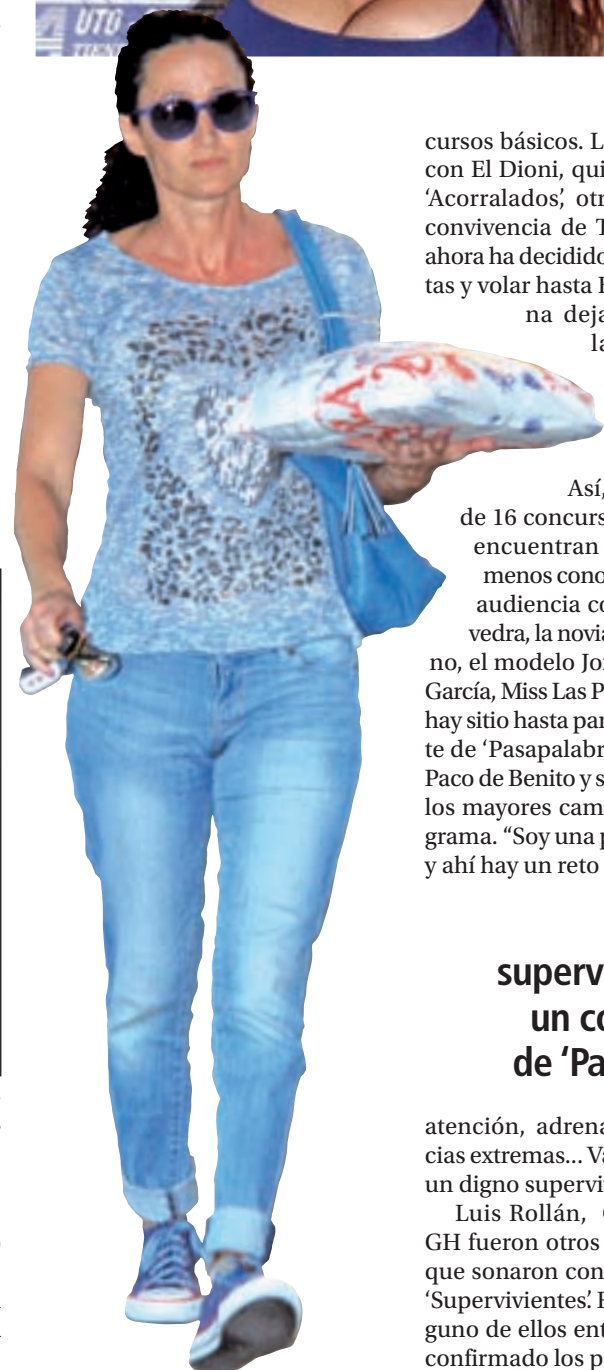 UTO
cursos básicos. L
con El Dioni, qui
‘Acorralados’, otr
convivencia de T
ahora ha decidido
tas y volar hasta
na deja
la
Así,
de 16 concurs
encuentran
menos cono
audiencia co
vedra, la novia
no, el modelo Jo
García, Miss Las P
hay sitio hasta par
te de ‘Pasapalabr
Paco de Benito y s
los mayores cam
grama. “Soy una p
y ahí hay un reto
superv
un co
de ‘Pa
atención, adrena
cias extremas... Va
un digno supervi
Luis Rollán,
GH fueron otros
que sonaron con
‘Supervivientes’.
guno de ellos ent
confirmado los p